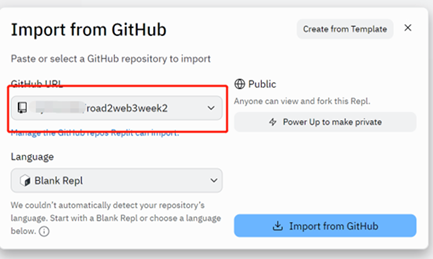 Import from GitHub
Create from Template
Paste or select a GitHub repository to import
GitHub URL
/road2web3week2
Manage the GitHub repos Replit can import.
Language
Blank Repl
We couldn't automatically detect your repository's
language. Start with a Blank Repl or choose a language
below.
Public
Anyone can view and fork this Repl.
Power Up to make private
Import from GitHub